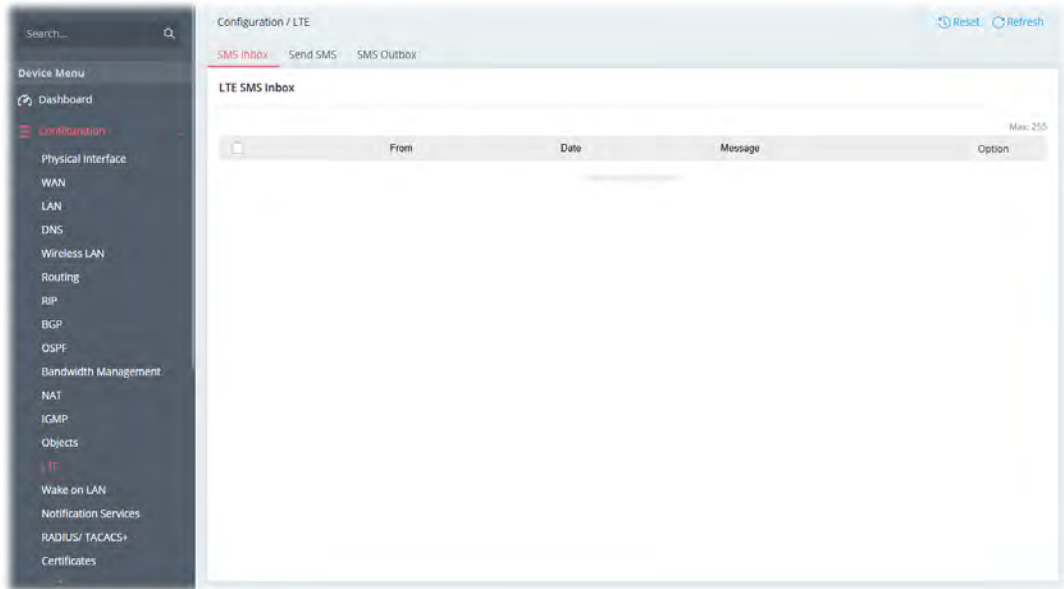 Search...
Device Menu
Dashboard
Configuration
Physical Interface
WAN
LAN
DNS
Wireless LAN
Routing
RIP
BGP
OSPF
Bandwidth Management
NAT
IGMP
Objects
LTE
Wake on LAN
Notification Services
RADIUS/ TACACS+
Certificates
Configuration / LTE
Reset Refresh
SMS Inbox Send SMS SMS Outbox
LTE SMS Inbox
Max: 255
From Date Message Option